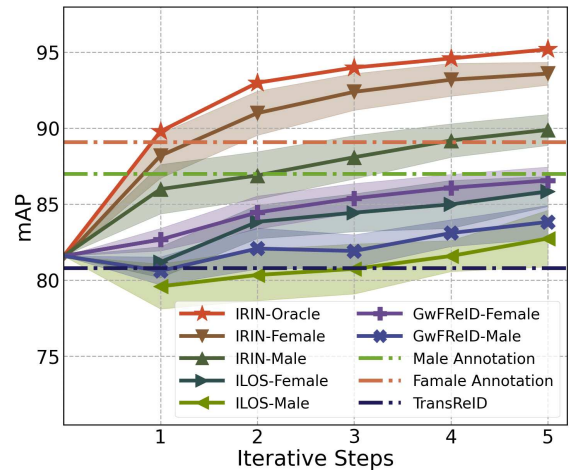 95
90
85
80
75
mAP
IRIN-Oracle
IRIN-Female
IRIN-Male
ILOS-Female
ILOS-Male
GwFReID-Female
GwFReID-Male
Male Annotation
Famale Annotation
TransReID
1 2 3 4 5
Iterative Steps